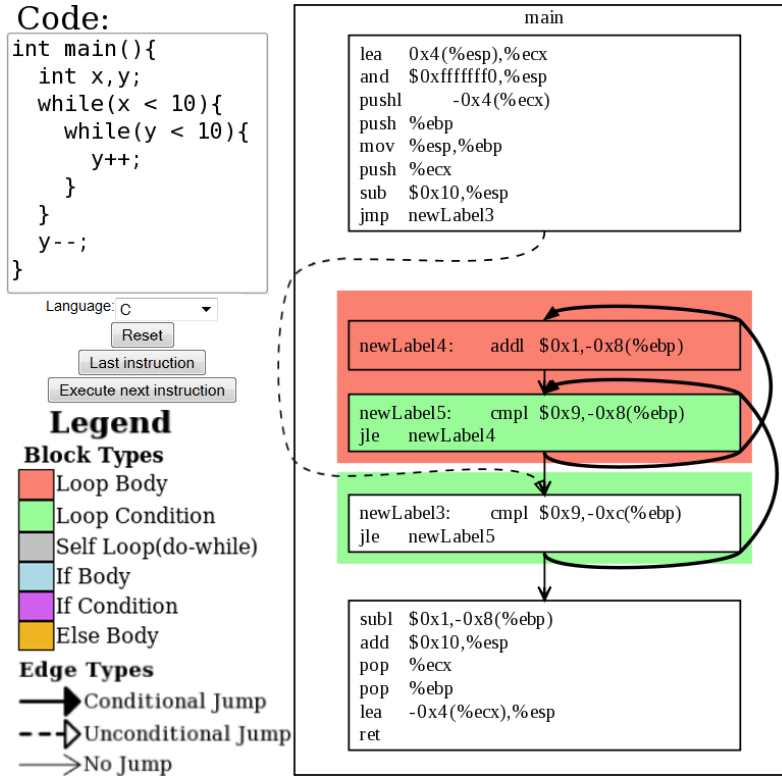 Code:
int main(){
  int x,y;
  while(x < 10){
    while(y < 10){
      y++;
    }
  }
  y--;
}
Language: C
Reset
Last instruction
Execute next instruction
Legend
Block Types
Loop Body
Loop Condition
Self Loop(do-while)
If Body
If Condition
Else Body
Edge Types
Conditional Jump
Unconditional Jump
No Jump
main
lea 0x4(%esp),%ecx
and $0xfffffff0,%esp
pushl -0x4(%ecx)
push %ebp
mov %esp,%ebp
push %ecx
sub $0x10,%esp
jmp newLabel3
newLabel4: addl $0x1,-0x8(%ebp)
newLabel5: cmpl $0x9,-0x8(%ebp)
jle newLabel4
newLabel3: cmpl $0x9,-0xc(%ebp)
jle newLabel5
subl $0x1,-0x8(%ebp)
add $0x10,%esp
pop %ecx
pop %ebp
lea -0x4(%ecx),%esp
ret